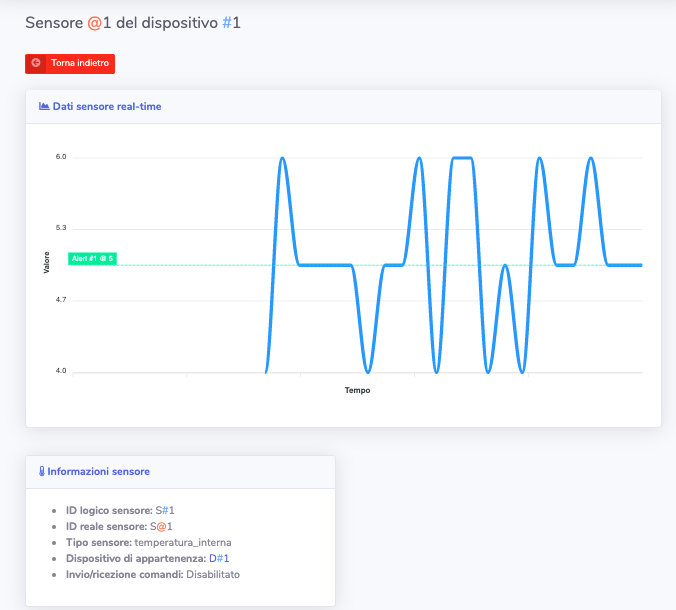 Sensore @1 del dispositivo #1
Torna indietro
Dati sensore real-time
6.0
5.3
4.7
4.0
Valore
Alert #1 @ 5
Tempo
Informazioni sensore
ID logico sensore: S#1
ID reale sensore: S@1
Tipo sensore: temperatura_interna
Dispositivo di appartenenza: D#1
Invio/ricezione comandi: Disabilitato